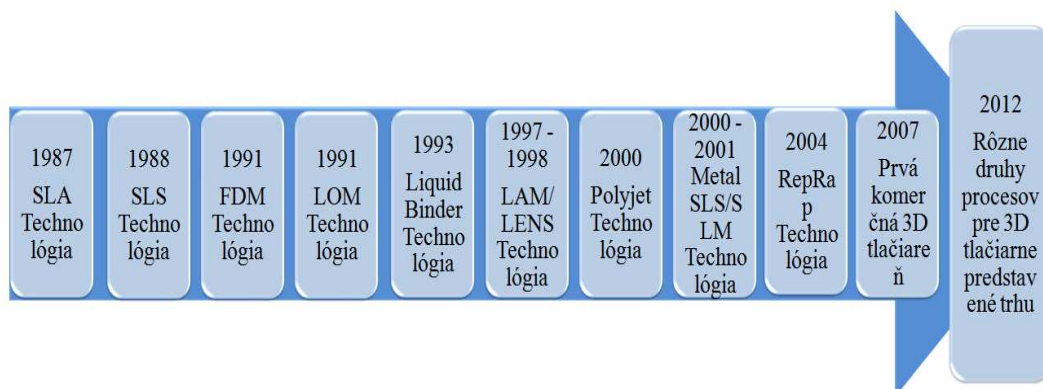 1987
SLA
Techno
lógia
1988
SLS
Techno
lógia
1991
FDM
Techno
lógia
1991
LOM
Techno
lógia
1993
Liquid
Binder
Techno
lógia
1997 -
1998
LAM/
LENS
Techno
lógia
2000
Polyjet
Techno
lógia
2000 -
2001
Metal
SLS/S
LM
Techno
lógia
2004
RepRa
p
Techno
lógia
2007
Prvá
komer
čná 3D
tlačiare
ň
2012
Rôzne
druhy
procesov
pre 3D
tlačiarne
predstav
ené trhu